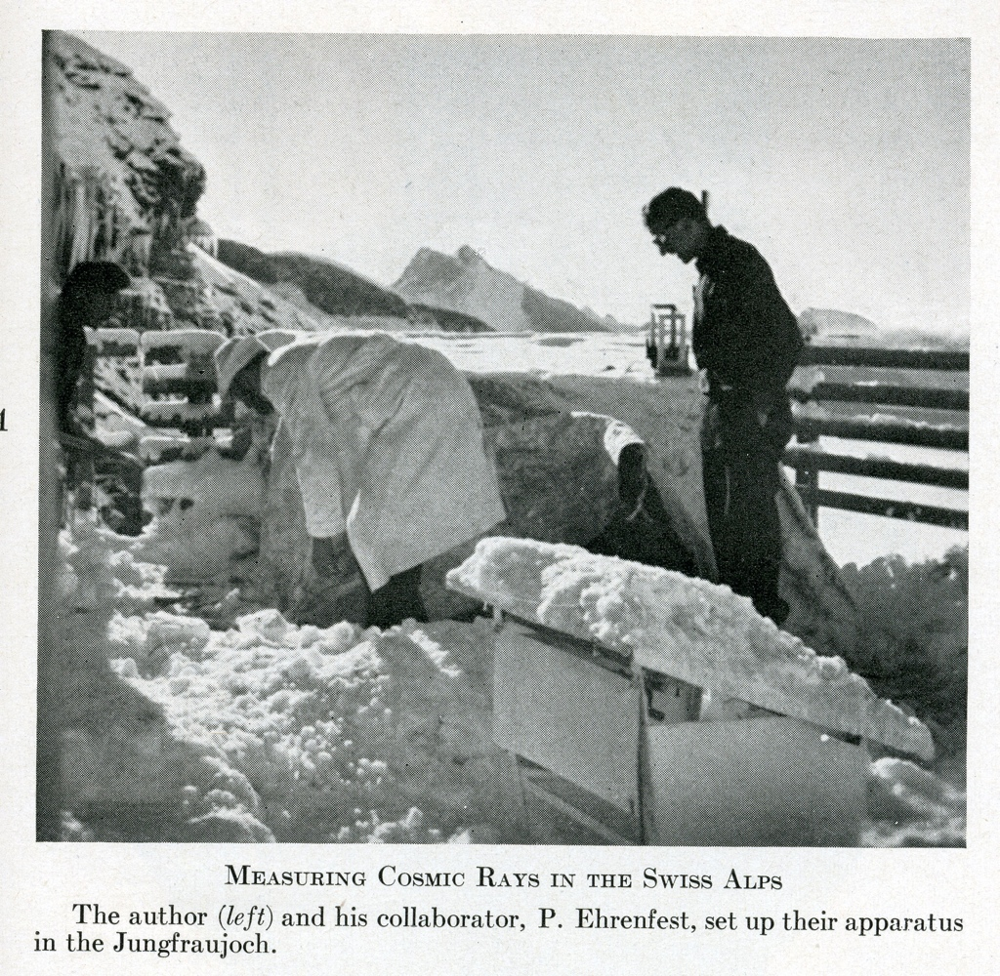 1
MEASURING COSMIC RAYS IN THE SWISS ALPS
The author (left) and his collaborator, P. Ehrenfest, set up their apparatus
in the Jungfraujoch.